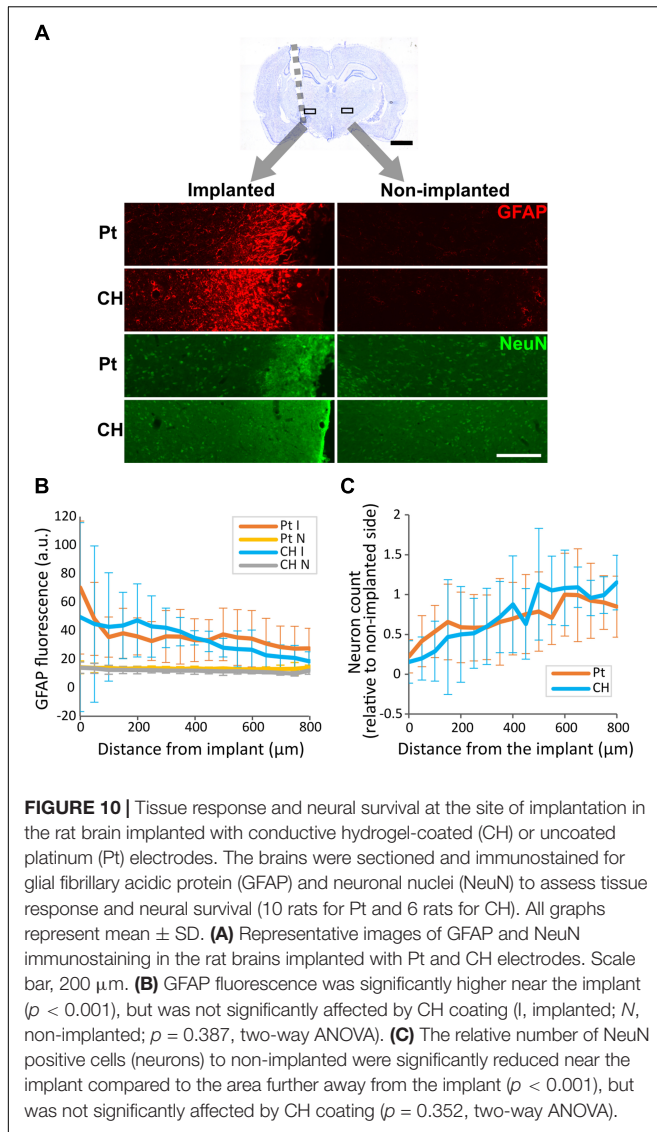 A
Implanted
Non-implanted
Pt
GFAP
CH
Pt
NeuN
CH
B
120
100
80
60
40
20
0
-20
GFAP fluorescence (a.u.)
Pt I
Pt N
CH I
CH N
0
200
400
600
800
Distance from implant (μm)
C
2
1.5
1
0.5
0
-0.5
Neuron count
(relative to non-implanted side)
Pt
CH
0
200
400
600
800
Distance from the implant (μm)
FIGURE 10 | Tissue response and neural survival at the site of implantation in
the rat brain implanted with conductive hydrogel-coated (CH) or uncoated
platinum (Pt) electrodes. The brains were sectioned and immunostained for
glial fibrillary acidic protein (GFAP) and neuronal nuclei (NeuN) to assess tissue
response and neural survival (10 rats for Pt and 6 rats for CH). All graphs
represent mean ± SD. (A) Representative images of GFAP and NeuN
immunostaining in the rat brains implanted with Pt and CH electrodes. Scale
bar, 200 μm. (B) GFAP fluorescence was significantly higher near the implant
(p < 0.001), but was not significantly affected by CH coating (I, implanted; N,
non-implanted; p = 0.387, two-way ANOVA). (C) The relative number of NeuN
positive cells (neurons) to non-implanted were significantly reduced near the
implant compared to the area further away from the implant (p < 0.001), but
was not significantly affected by CH coating (p = 0.352, two-way ANOVA).